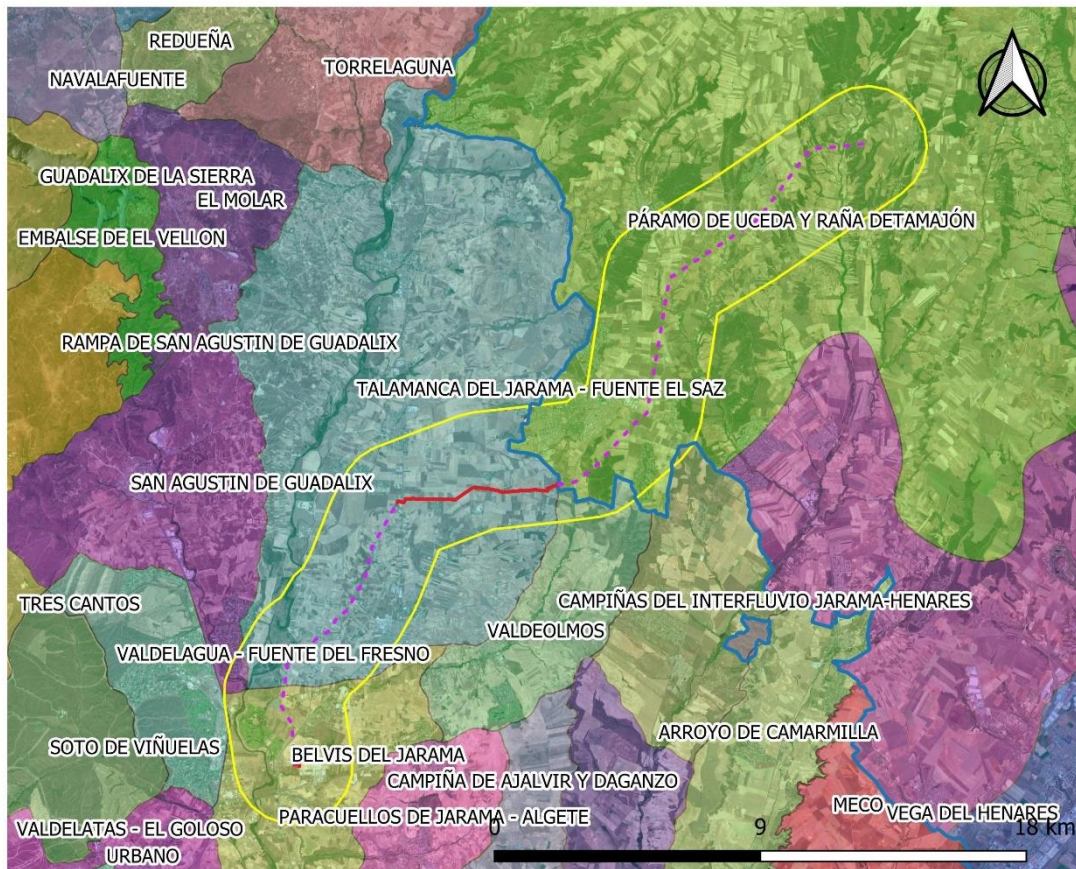 REDUEÑA
NAVALAFUENTE
TORRELAGUNA
GUADALIX DE LA SIERRA
EL MOLAR
EMBALSE DE EL VELLON
PÁRAMO DE UCEDA Y RAÑA DETAMAJÓN
RAMPA DE SAN AGUSTIN DE GUADALIX
TALAMANCA DEL JARAMA - FUENTE EL SAZ
SAN AGUSTIN DE GUADALIX
TRES CANTOS
CAMPIÑAS DEL INTERFLUVIO JARAMA-HENARES
VALDEOLMOS
VALDELAGUA - FUENTE DEL FRESNO
SOTO DE VIÑUELAS
BELVIS DEL JARAMA
ARROYO DE CAMARMILLA
CAMPIÑA DE AJALVIR Y DAGANZO
MECO
VEGA DEL HENARES
PARACUELLOS DE JARAMA - ALGETE
VALDELATAS - EL GOLOSO
URBANO
0 9 18 km